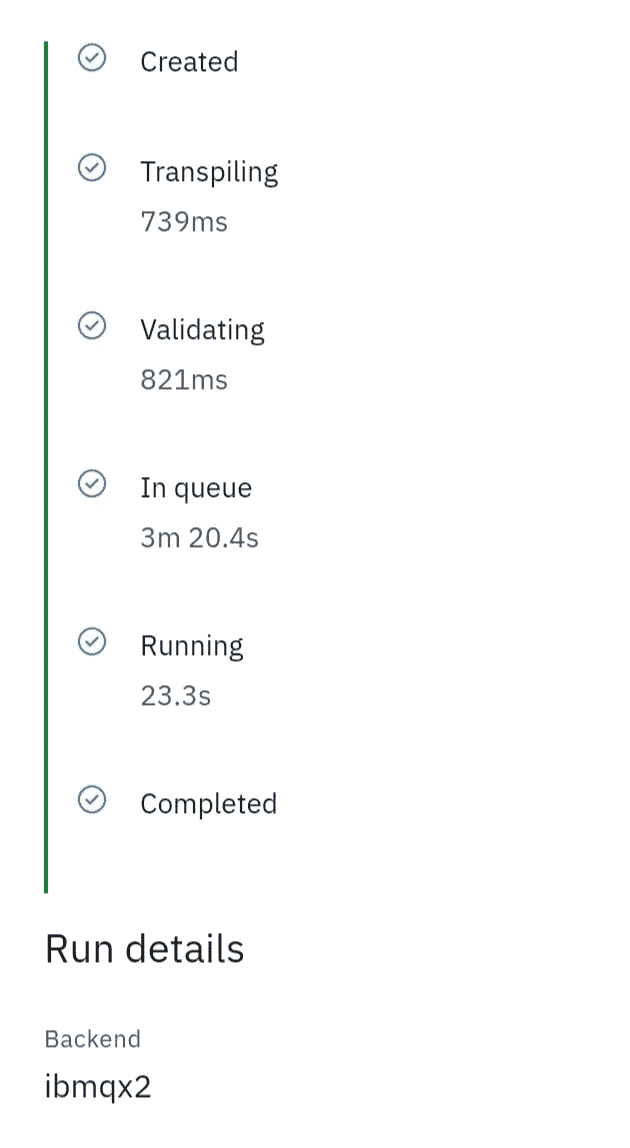 Created
Transpiling
739ms
Validating
821ms
In queue
3m 20.4s
Running
23.3s
Completed
Run details
Backend
ibmqx2